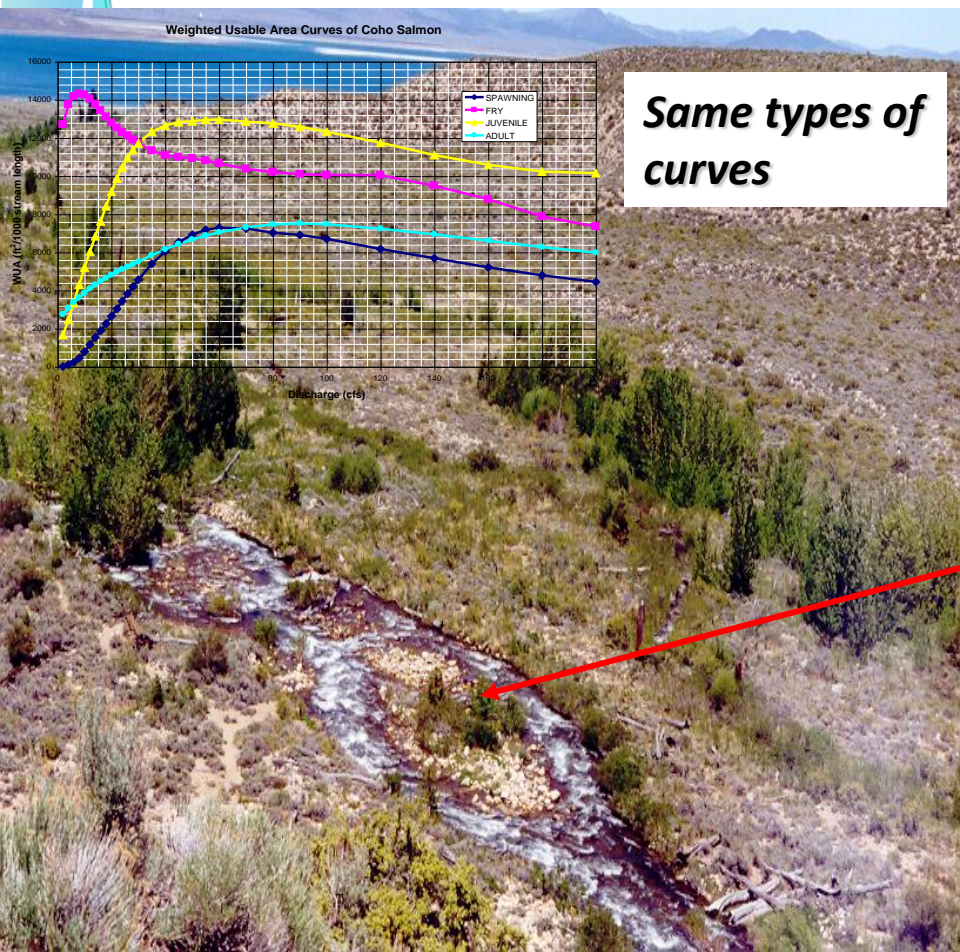 Weighted Usable Area Curves of Coho Salmon
16000
14000
12000
10000
8000
6000
4000
2000
0
WUA (ft²/1000 stream length)
SPAWNING
FRY
JUVENILE
ADULT
0
80
100
120
140
Discharge (cfs)
Same types of
curves